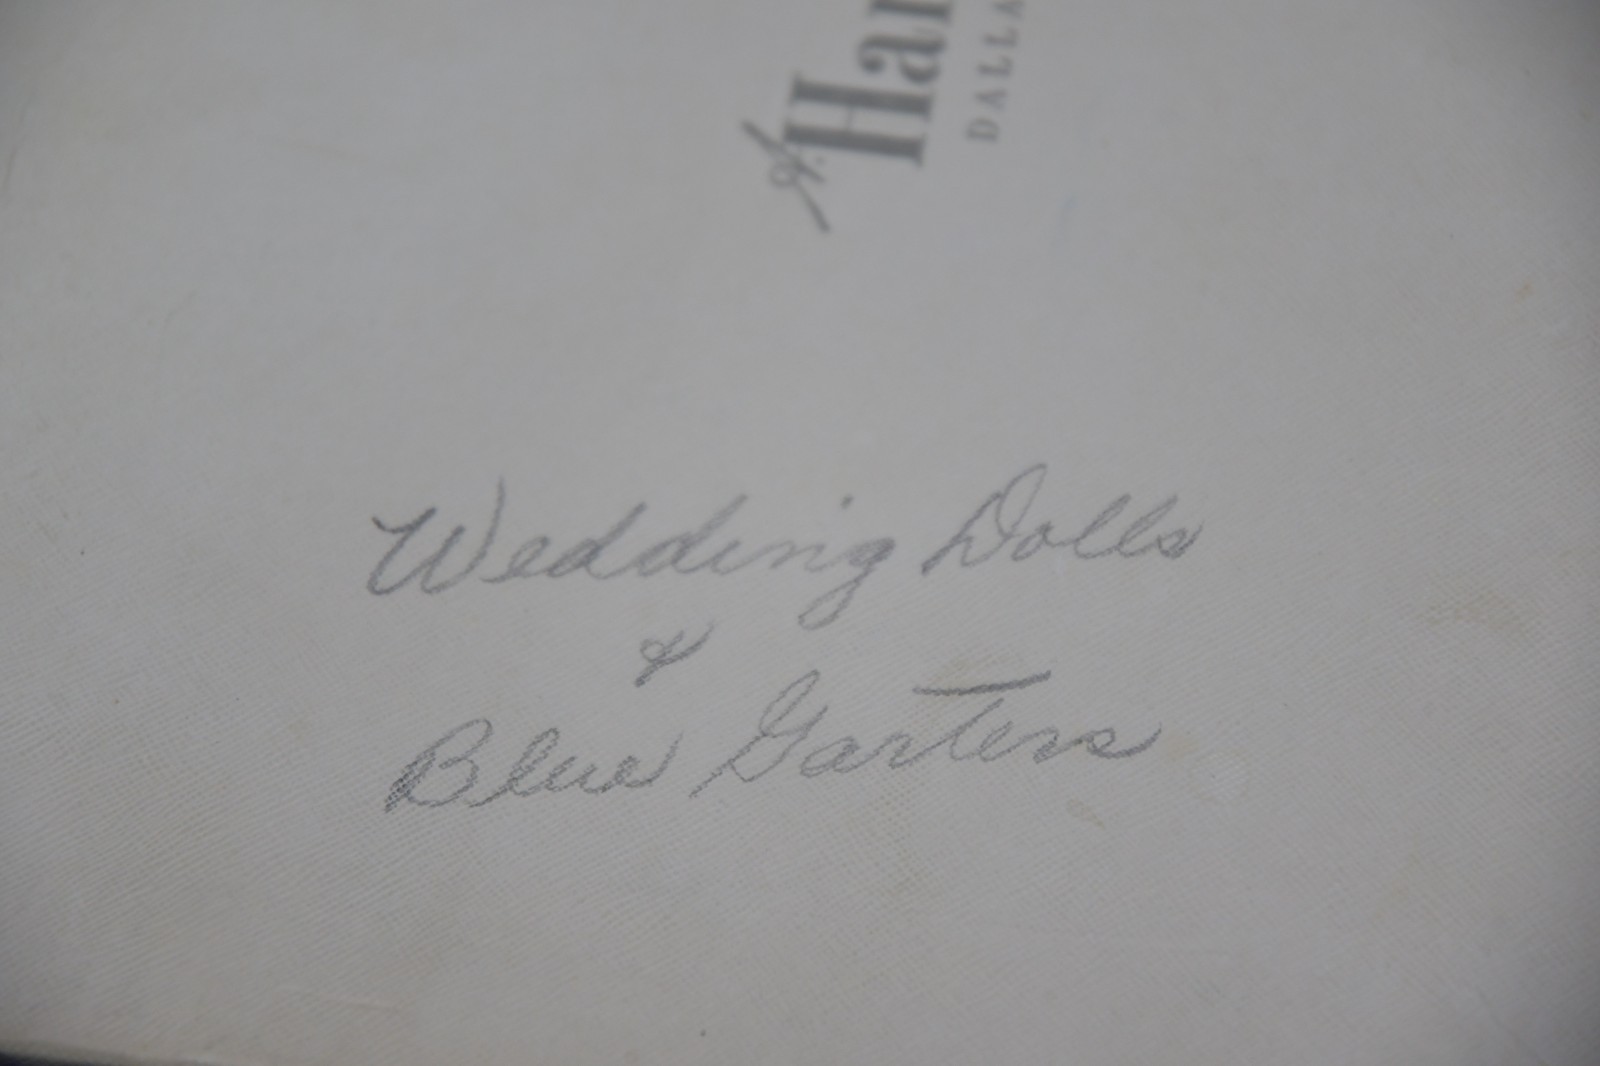 Wedding Dolls
&
Blue Garters